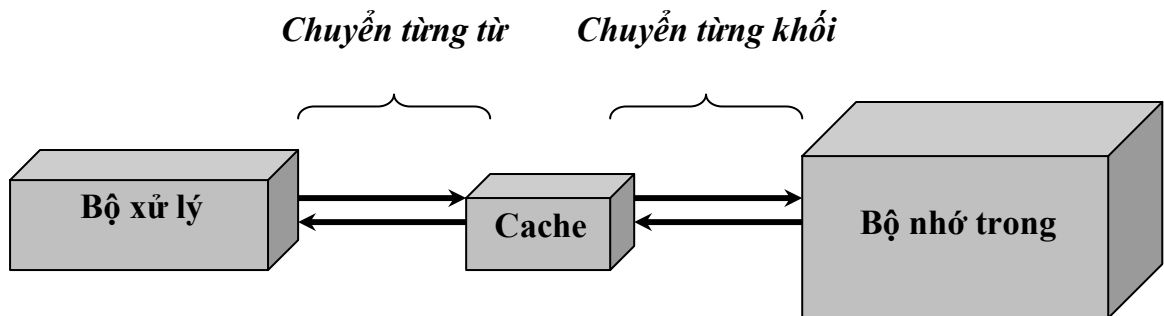 Chuyển từng từ
Chuyển từng khối
Bộ xử lý
Cache
Bộ nhớ trong